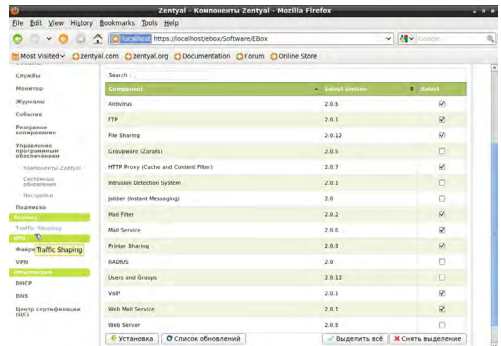 Zentyal - Компоненты Zentyal - Mozilla Firefox
File Edit View History Bookmarks Tools Help
localhost https://localhost/ebox/Software/EBox
Google
Most Visited zentyal.com zentyal.org Documentation Forum Online Store
Службы
Монитор
Журналы
События
Резервное копирование
Управление программным обеспечением
Компоненты Zentyal
Системные обновления
Настройки
Подписка
Traffic Shaping
UTM
Traffic Shaping
VPN
DHCP
DNS
Центр сертификации (ЦС)
Search:
Component Latest version Select
Antivirus 2.0.5
FTP 2.0.1
File Sharing 2.0.12
Groupware (Zarafa) 2.0.5
HTTP Proxy (Cache and Content Filter) 2.0.7
Intrusion Detection System 2.0.1
Jabber (Instant Messaging) 2.0
Mail Filter 2.0.2
Mail Service 2.0.6
Printer Sharing 2.0.3
RADIUS 2.0
Users and Groups 2.0.12
VoIP 2.0.1
Web Mail Service 2.0.1
Web Server 2.0.5
Установка Список обновлений Выделить всё Снять выделение